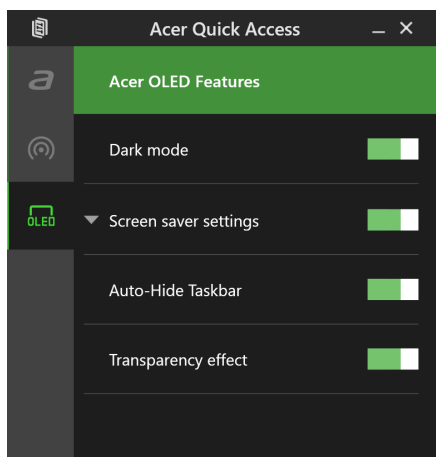 Acer Quick Access
a
Acer OLED Features
Dark mode
OLED
Screen saver settings
Auto-Hide Taskbar
Transparency effect